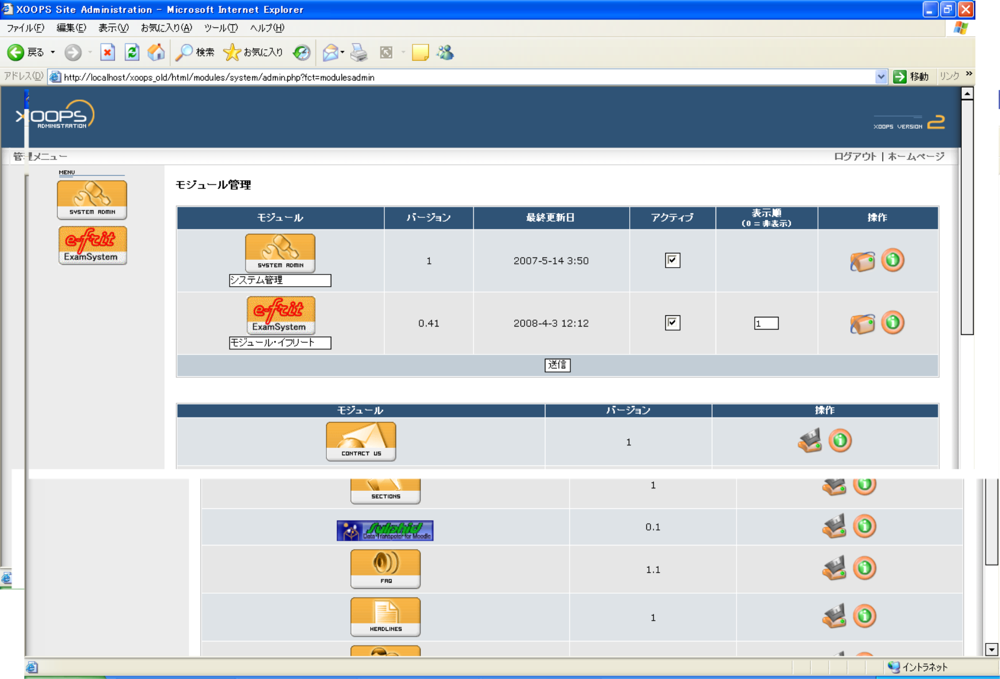 XOOPS Site Administration - Microsoft Internet Explorer
ファイル(F) 編集(E) 表示(V) お気に入り(A) ツール(T) ヘルプ(H)
戻る 検索 お気に入り
アドレス(D) http://localhost/xoops_old/html/modules/system/admin.php?fct=modulesadmin 移動 リンク »
XOOPS
ADMINISTRATION
XOOPS VERSION 2
管理メニュー ログアウト | ホームページ
MENU
SYSTEM ADMIN
e-frit
ExamSystem
モジュール管理
モジュール バージョン 最終更新日 アクティブ 表示順 (0 = 非表示) 操作
SYSTEM ADMIN
システム管理 1 2007-5-14 3:50
e-frit
ExamSystem
モジュール・イフリート 0.41 2008-4-3 12:12 1
送信
モジュール バージョン 操作
CONTACT US 1
SECTIONS 1
Sulphid
Data-Transpoter for Moodle 0.1
FAQ 1.1
HEADLINES 1
イントラネット